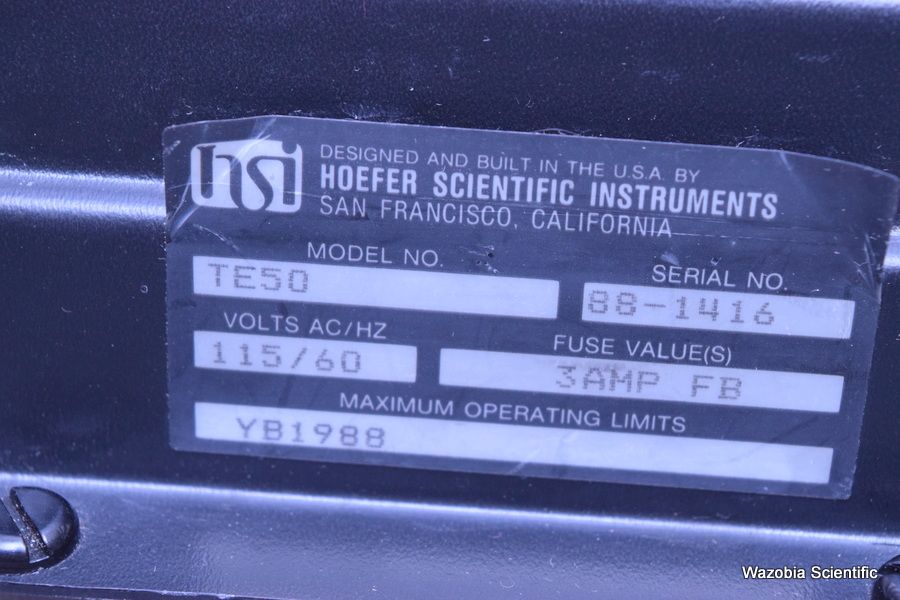 hsi
DESIGNED AND BUILT IN THE U.S.A. BY
HOEFER SCIENTIFIC INSTRUMENTS
SAN FRANCISCO, CALIFORNIA
MODEL NO. SERIAL NO.
TE50 88-1416
VOLTS AC/HZ FUSE VALUE(S)
115/60 3AMP FB
MAXIMUM OPERATING LIMITS
YB1988
Wazobia Scientific